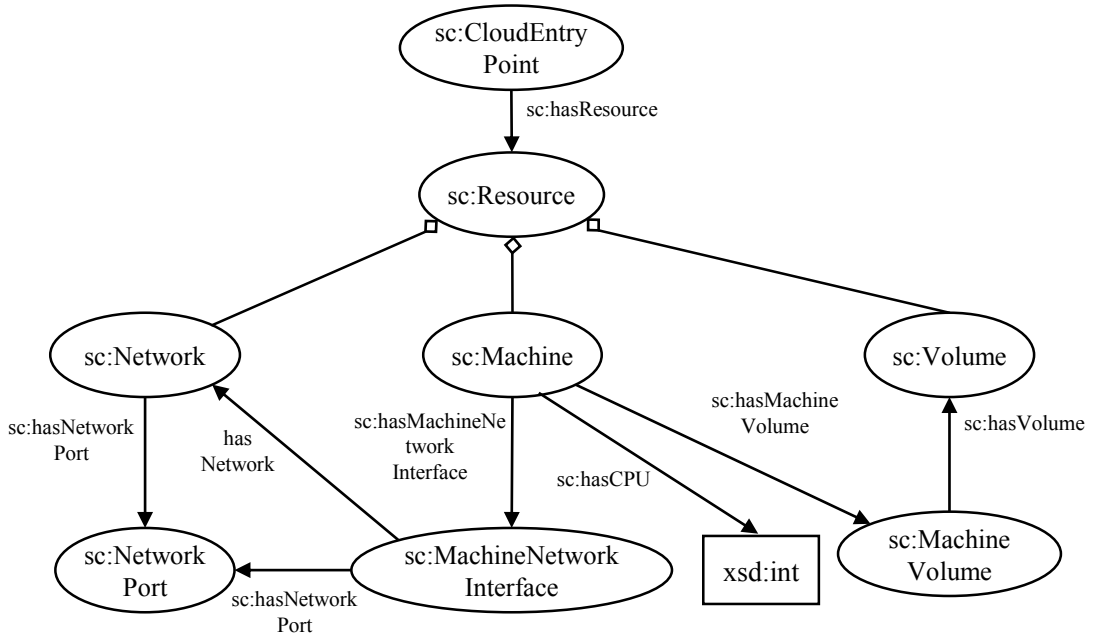 sc:CloudEntry
Point
sc:hasResource
sc:Resource
sc:Network
sc:Machine
sc:Volume
sc:hasNetwork
Port
has
Network
sc:hasMachineNe
twork
Interface
sc:hasCPU
sc:hasMachine
Volume
sc:hasVolume
sc:Network
Port
sc:MachineNetwork
Interface
xsd:int
sc:Machine
Volume
sc:hasNetwork
Port